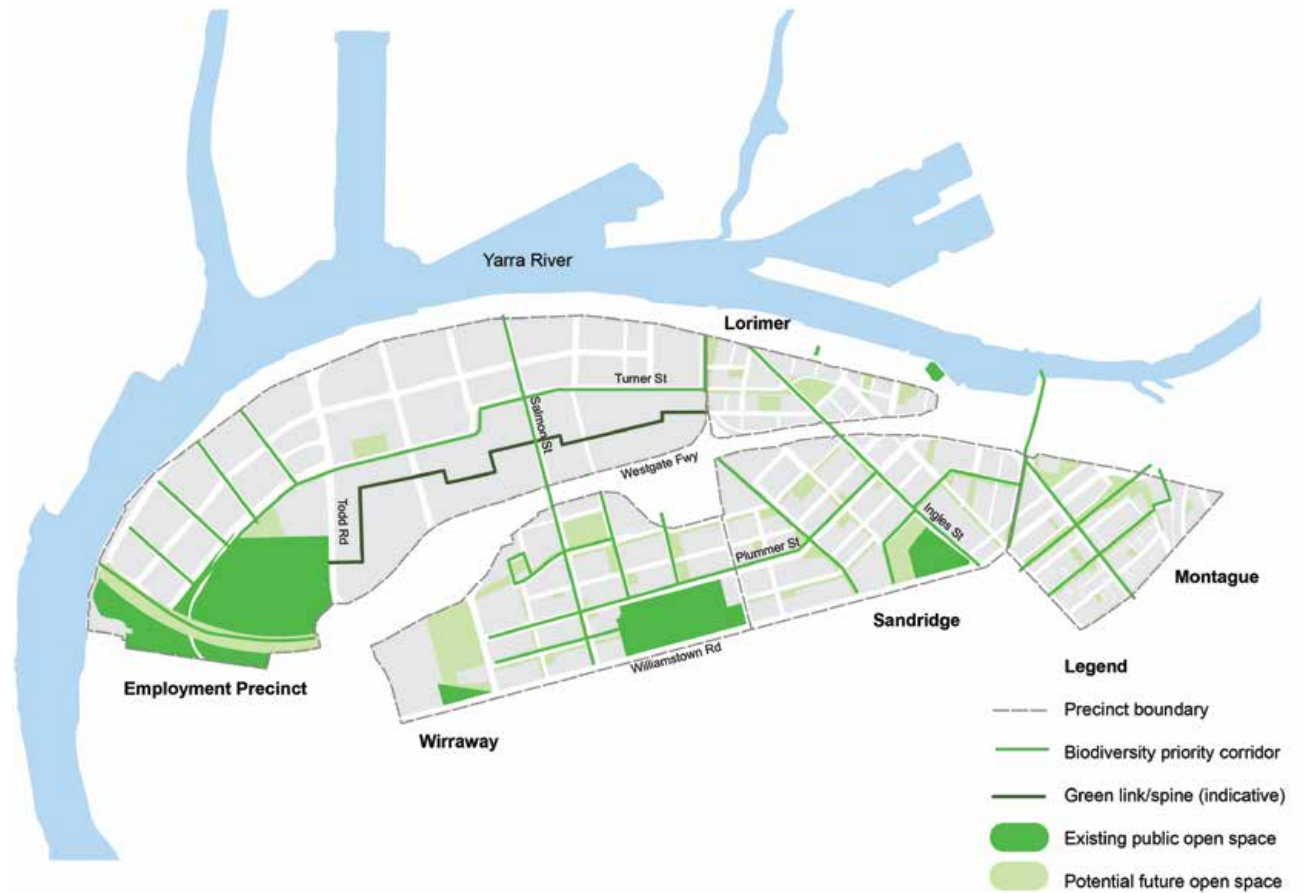 Yarra River
Lorimer
Turner St
Salmon St
Westgate Fwy
Todd Rd
Ingles St
Plummer St
Montague
Sandridge
Williamstown Rd
Employment Precinct
Wirraway
Legend
Precinct boundary
Biodiversity priority corridor
Green link/spine (indicative)
Existing public open space
Potential future open space